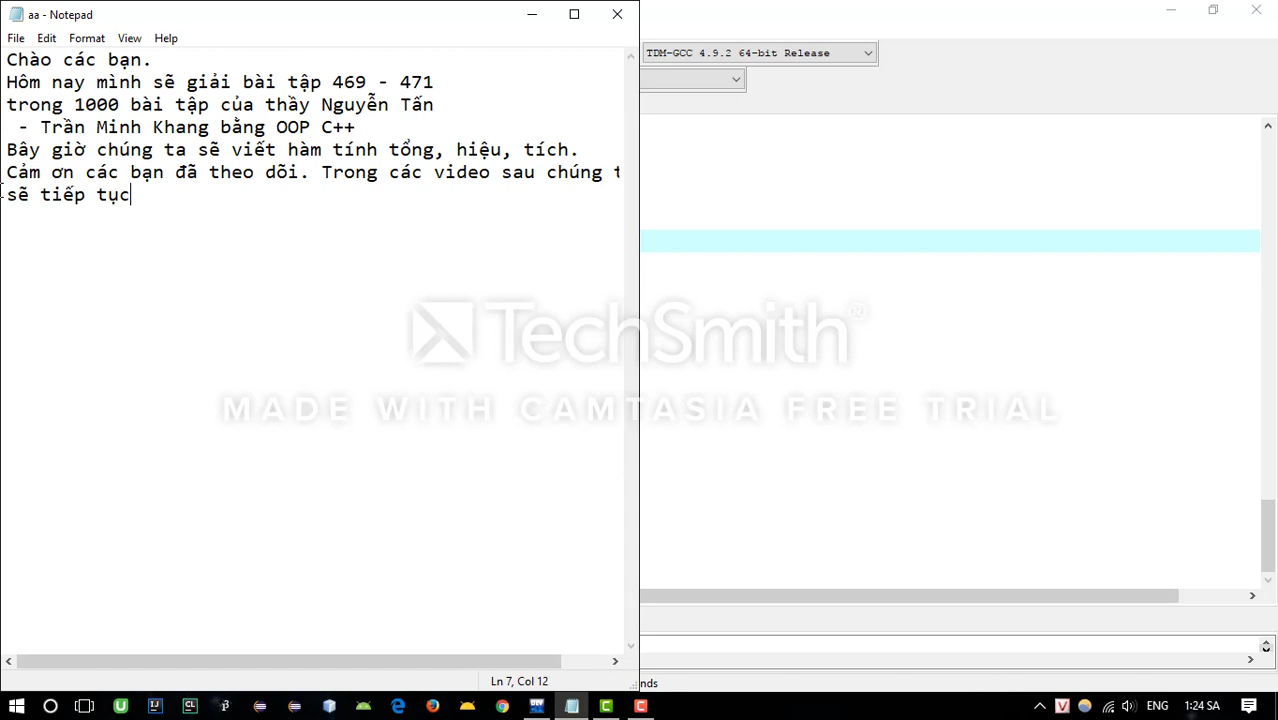 aa - Notepad
File Edit Format View Help
TDM-GCC 4.9.2 64-bit Release
Chào các bạn.
Hôm nay mình sẽ giải bài tập 469 - 471
trong 1000 bài tập của thầy Nguyễn Tấn
- Trần Minh Khang bằng OOP C++
Bây giờ chúng ta sẽ viết hàm tính tổng, hiệu, tích.
Cảm ơn các bạn đã theo dõi. Trong các video sau chúng t
sẽ tiếp tục
TechSmith®
MADE WITH CAMTASIA FREE TRIAL
Ln 7, Col 12
nds
ENG 1:24 SA